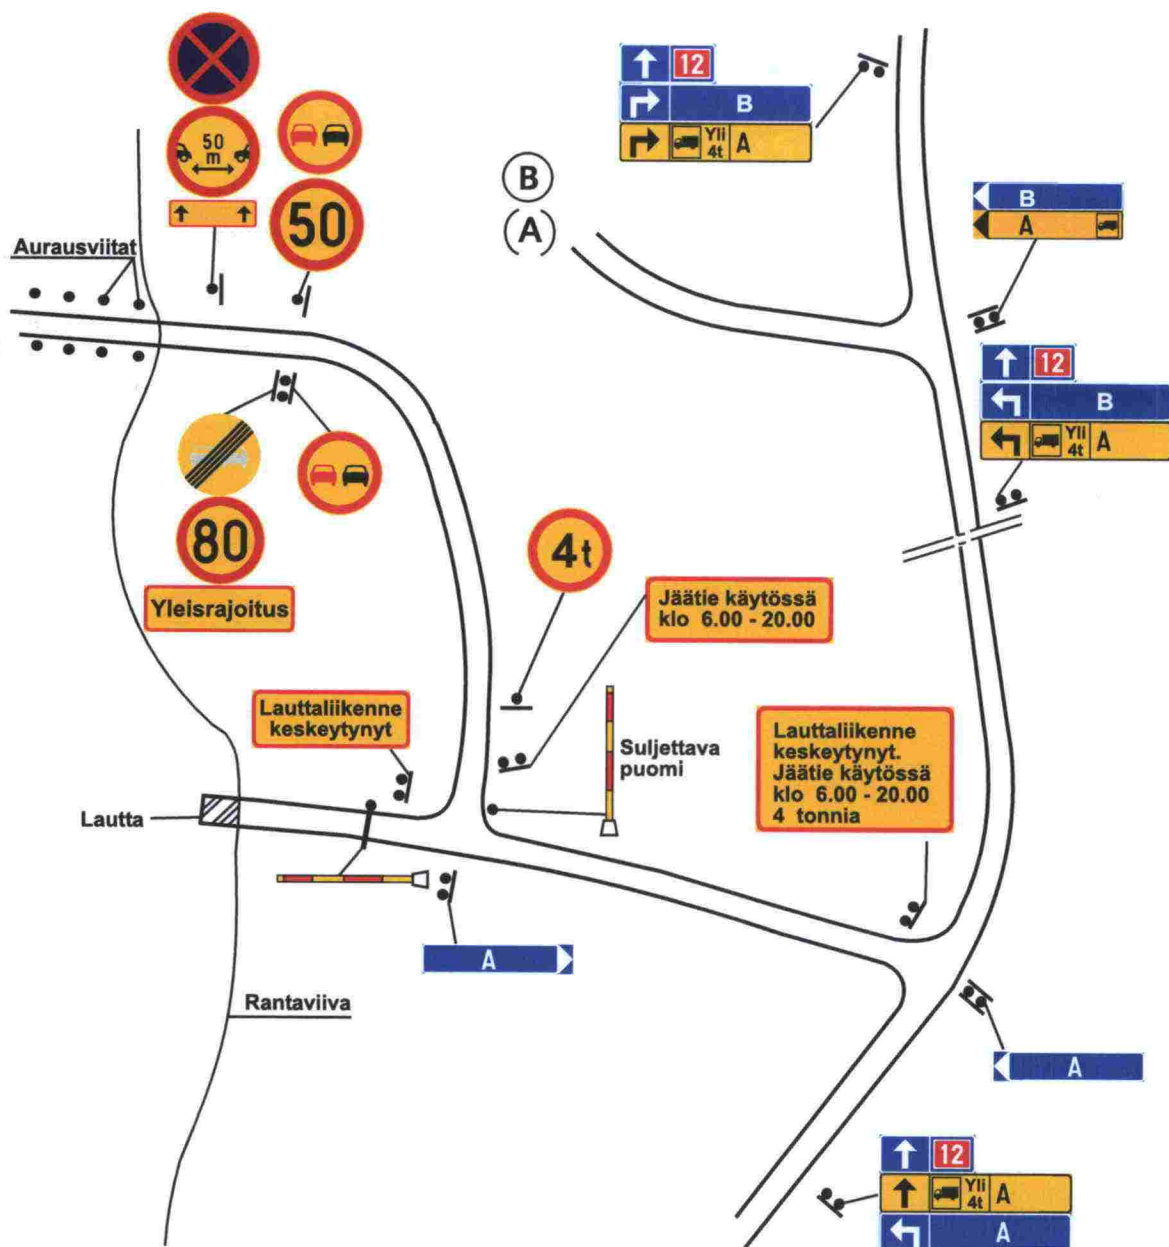 12
B
Yli
4t A
50
m
50
B
(A)
B
A
Aurausviitat
12
B
Yli
4t A
80
Yleisrajoitus
4t
Jäätie käytössä
klo 6.00 - 20.00
Lauttaliikenne
keskeytynyt
Suljettava
puomi
Lauttaliikenne
keskeytynyt.
Jäätie käytössä
klo 6.00 - 20.00
4 tonnia
Lautta
A
Rantaviiva
A
12
Yli
4t A
A